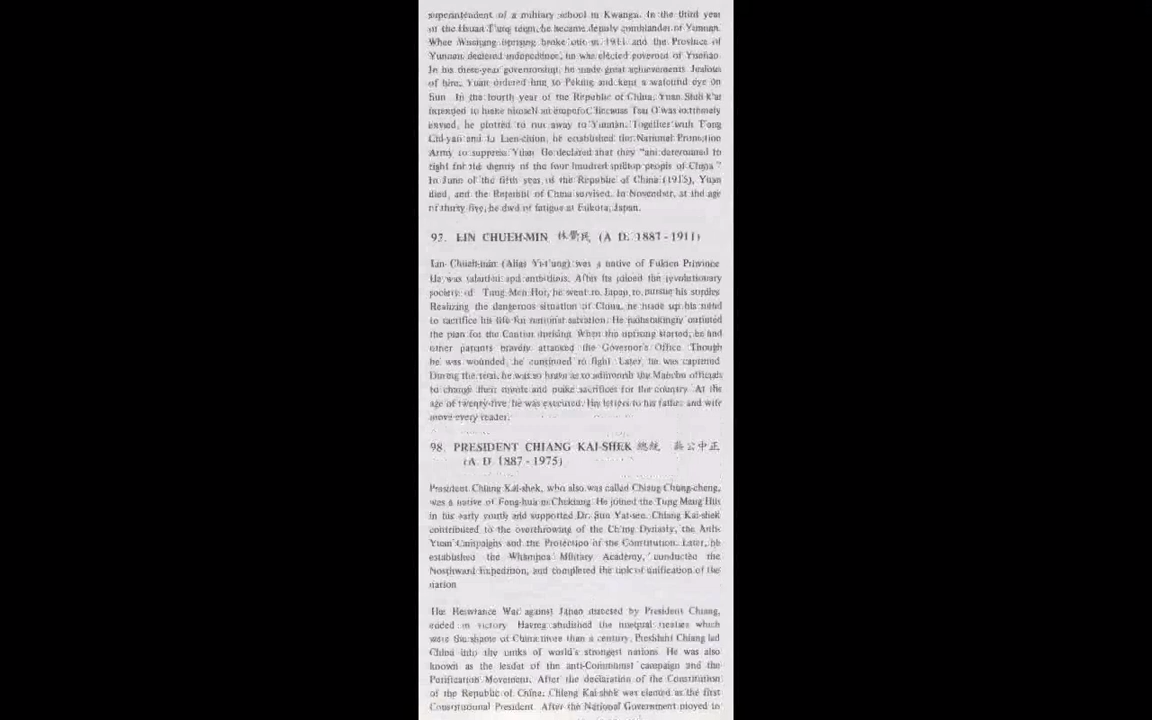 superintendent of a military school in Kwangsi. In the third year
of the Hsuan T'ung reign, he became deputy commander of Yunnan.
When Wuchang Uprising broke out in 1911 and the Province of
Yunnan declared independence, he was elected governor of Yunnan.
In his three-year governorship, he made great achievements. Jealous
of him, Yuan ordered him to Peking and kept a watchful eye on
him. In the fourth year of the Republic of China, Yuan Shih-k'ai
intended to make himself an emperor. Because Tsai O was extremely
envied, he plotted to run away to Yunnan. Together with T'ang
and Li Lieh-chun, he established the National Protection
Army to suppress Yuan. He declared that they "are determined to
fight for the dignity of the four hundred million people of China."
In June of the fifth year of the Republic of China (1915), Yuan
died, and the Republic of China survived. In November, at the age
of thirty five, he died of fatigue at Fukota, Japan.
97. LIN CHUEH-MIN 林覺民 (A D. 1887 - 1911)
Lin Chueh-min (Alias Yi-t'ung) was a native of Fukien Province
He was talented and ambitious. After he joined the revolutionary
society of Tung Men Hui, he went to Japan to pursue his studies
Realizing the dangerous situation of China, he made up his mind
to sacrifice his life for national salvation. He painstakingly outlined
the plan for the Canton uprising. When the uprising started, he and
other patriots bravely attacked the Governor's Office. Though
he was wounded, he continued to fight. Later, he was captured.
During the trial, he was so brave as to admonish the Manchu officials
to change their minds and make sacrifices for the country. At the
age of twenty-five, he was executed. His letters to his father and wife
move every reader.
98. PRESIDENT CHIANG KAI-SHEK 總統 蔣公中正
(A. D 1887 - 1975)
President Chiang Kai-shek, who also was called Chiang Chung-cheng,
was a native of Feng-hua in Chekiang. He joined the Tung Meng Hui
in his early youth and supported Dr. Sun Yat-sen. Chiang Kai-shek
contributed to the overthrowing of the Ch'ing Dynasty, the Anti-
Yuan Campaigns and the Protection of the Constitution. Later, he
established the Whampoa Military Academy, conducted the
Northward Expedition, and completed the task of unification of the
nation
The Resistance War against Japan directed by President Chiang,
ended in victory. Having abolished the unequal treaties which
were the shame of China more than a century, President Chiang led
China into the ranks of world's strongest nations. He was also
known as the leader of the anti-Communist campaign and the
Purification Movement. After the declaration of the Constitution
of the Republic of China, Chiang Kai-shek was elected as the first
Constitutional President. After the National Government moved to